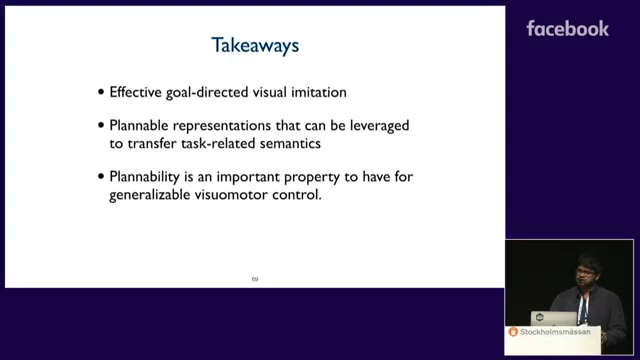 facebook
Takeaways
• Effective goal-directed visual imitation
• Plannable representations that can be leveraged
to transfer task-related semantics
• Plannability is an important property to have for
generalizable visuomotor control.
69
Stockholmsmässan